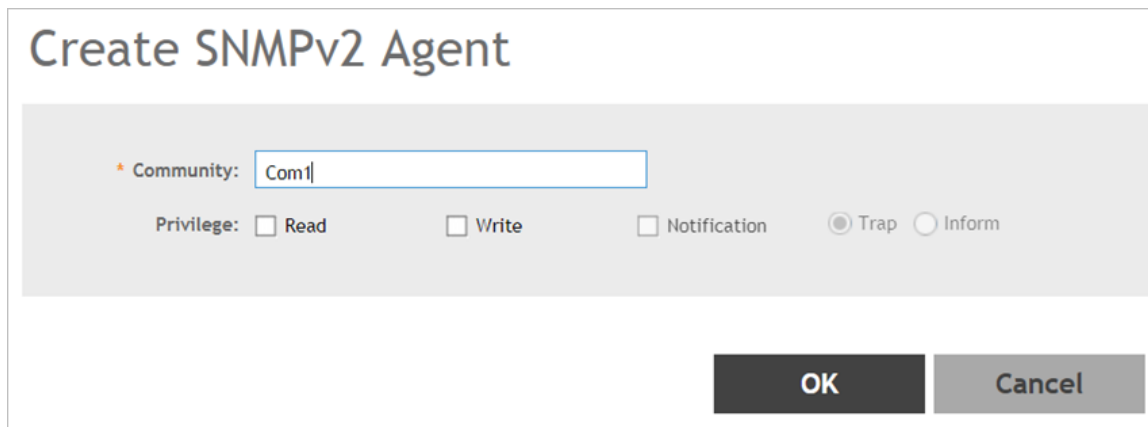 Create SNMPv2 Agent
* Community: Com1
Privilege: Read Write Notification Trap Inform
OK Cancel